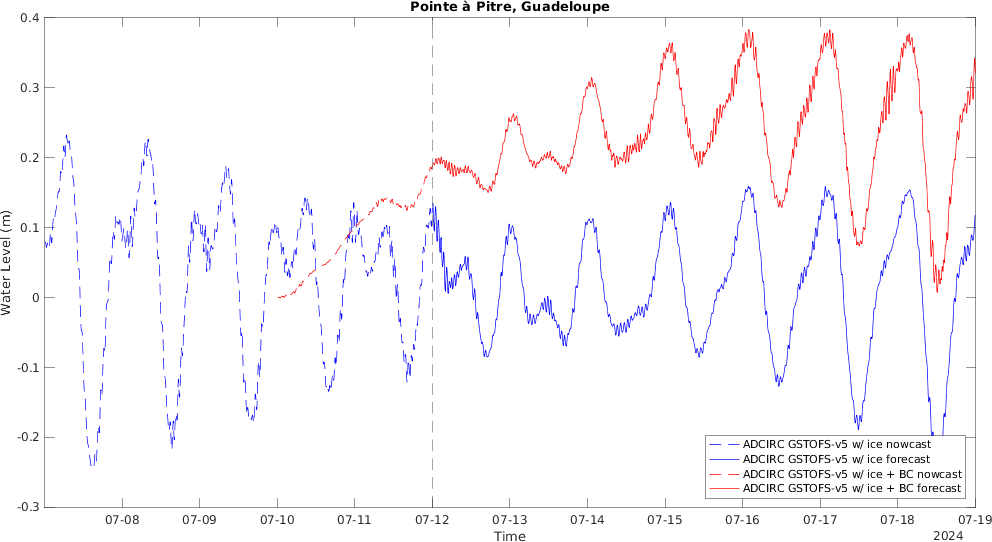 Pointe à Pitre, Guadeloupe
0.4
0.3
0.2
0.1
0
-0.1
-0.2
-0.3
Water Level (m)
ADCIRC GSTOFS-v5 w/ ice nowcast
ADCIRC GSTOFS-v5 w/ ice forecast
ADCIRC GSTOFS-v5 w/ ice + BC nowcast
ADCIRC GSTOFS-v5 w/ ice + BC forecast
07-08 07-09 07-10 07-11 07-12 07-13 07-14 07-15 07-16 07-17 07-18 07-19
Time
2024